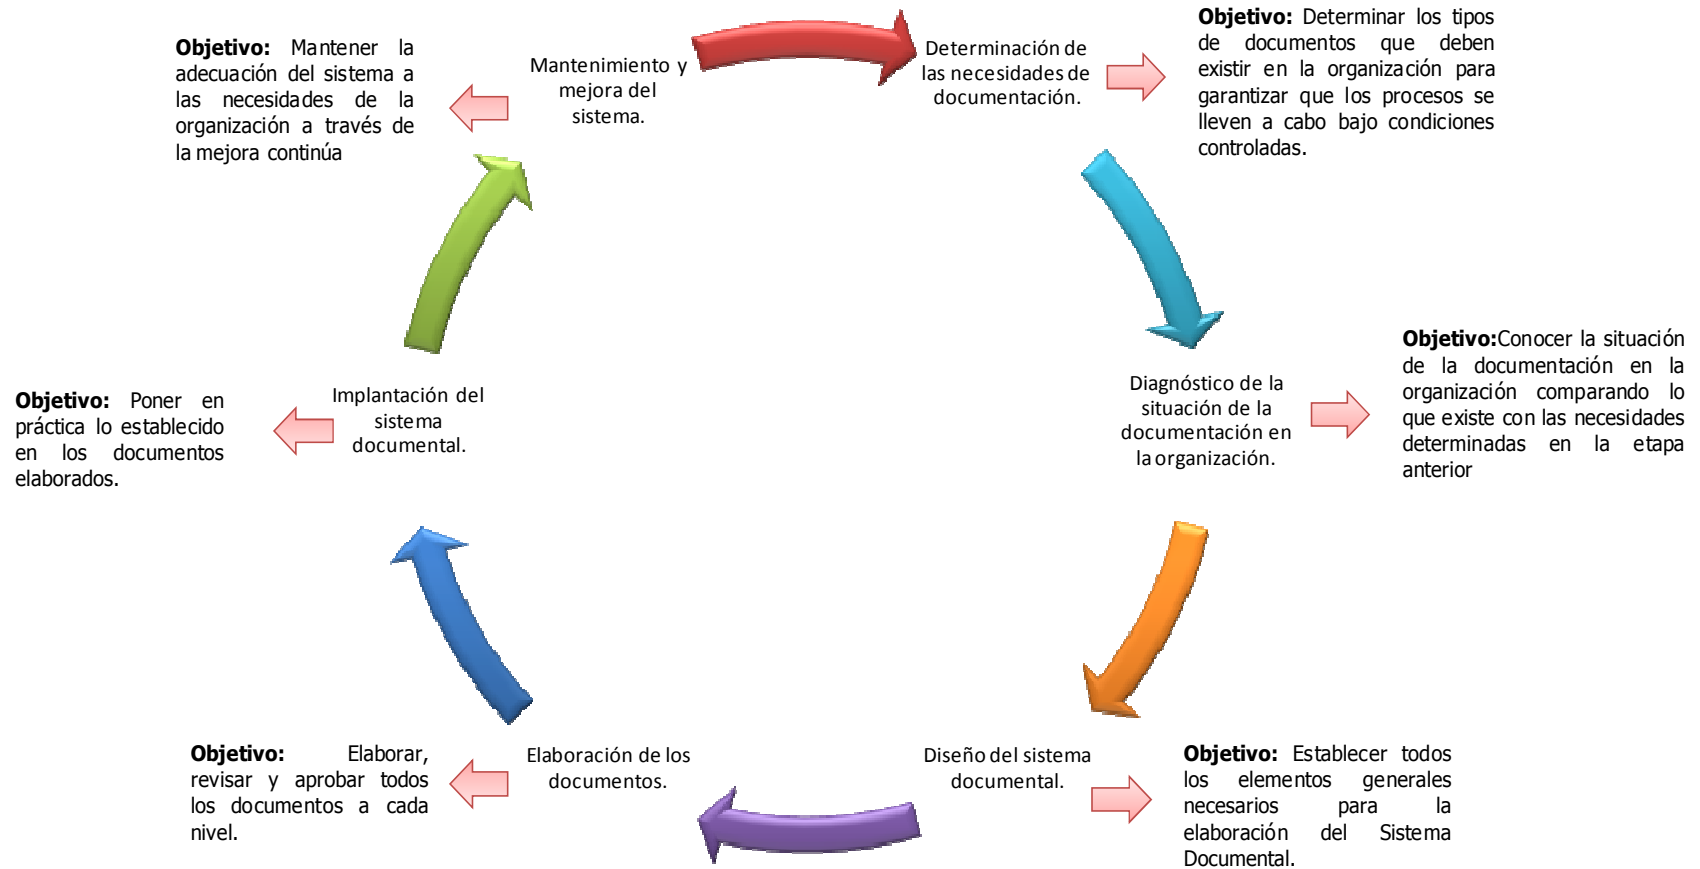 Mantenimiento y
mejora del
sistema.
Objetivo: Mantener la
adecuación del sistema a
las necesidades de la
organización a través de
la mejora continúa
Determinación de
las necesidades de
documentación.
Objetivo: Determinar los tipos
de documentos que deben
existir en la organización para
garantizar que los procesos se
lleven a cabo bajo condiciones
controladas.
Diagnóstico de la
situación de la
documentación en
la organización.
Objetivo:Conocer la situación
de la documentación en la
organización comparando lo
que existe con las necesidades
determinadas en la etapa
anterior
Diseño del sistema
documental.
Objetivo: Establecer todos
los elementos generales
necesarios para la
elaboración del Sistema
Documental.
Elaboración de los
documentos.
Objetivo: Elaborar,
revisar y aprobar todos
los documentos a cada
nivel.
Implantación del
sistema
documental.
Objetivo: Poner en
práctica lo establecido
en los documentos
elaborados.